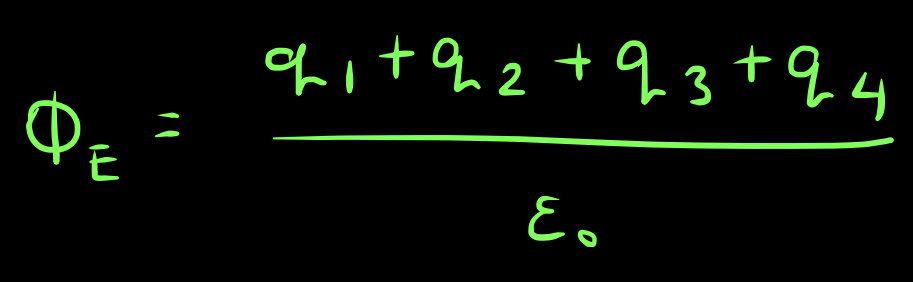 Φ_E = (q_1 + q_2 + q_3 + q_4) / ε_0